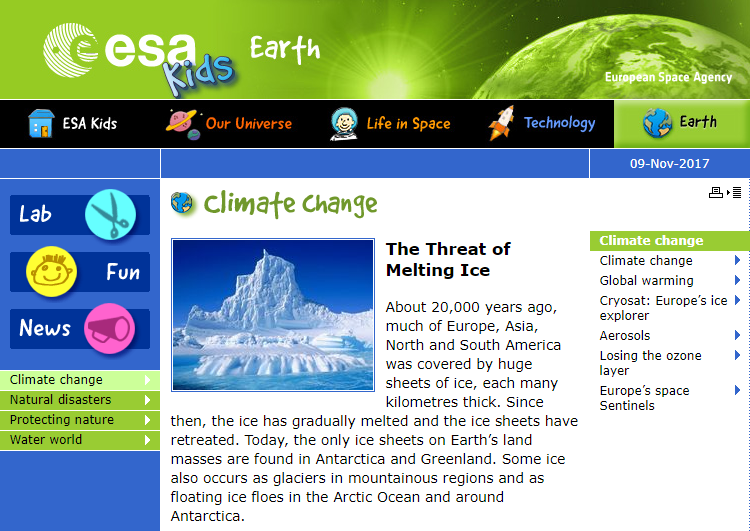 esa
Kids
Earth
European Space Agency
ESA Kids
Our Universe
Life in Space
Technology
Earth
09-Nov-2017
Lab
Fun
News
Climate change
Natural disasters
Protecting nature
Water world
Climate Change
The Threat of
Melting Ice
About 20,000 years ago,
much of Europe, Asia,
North and South America
was covered by huge
sheets of ice, each many
kilometres thick. Since
then, the ice has gradually melted and the ice sheets have
retreated. Today, the only ice sheets on Earth’s land
masses are found in Antarctica and Greenland. Some ice
also occurs as glaciers in mountainous regions and as
floating ice floes in the Arctic Ocean and around
Antarctica.
Climate change
Climate change
Global warming
Cryosat: Europe’s ice
explorer
Aerosols
Losing the ozone
layer
Europe’s space
Sentinels